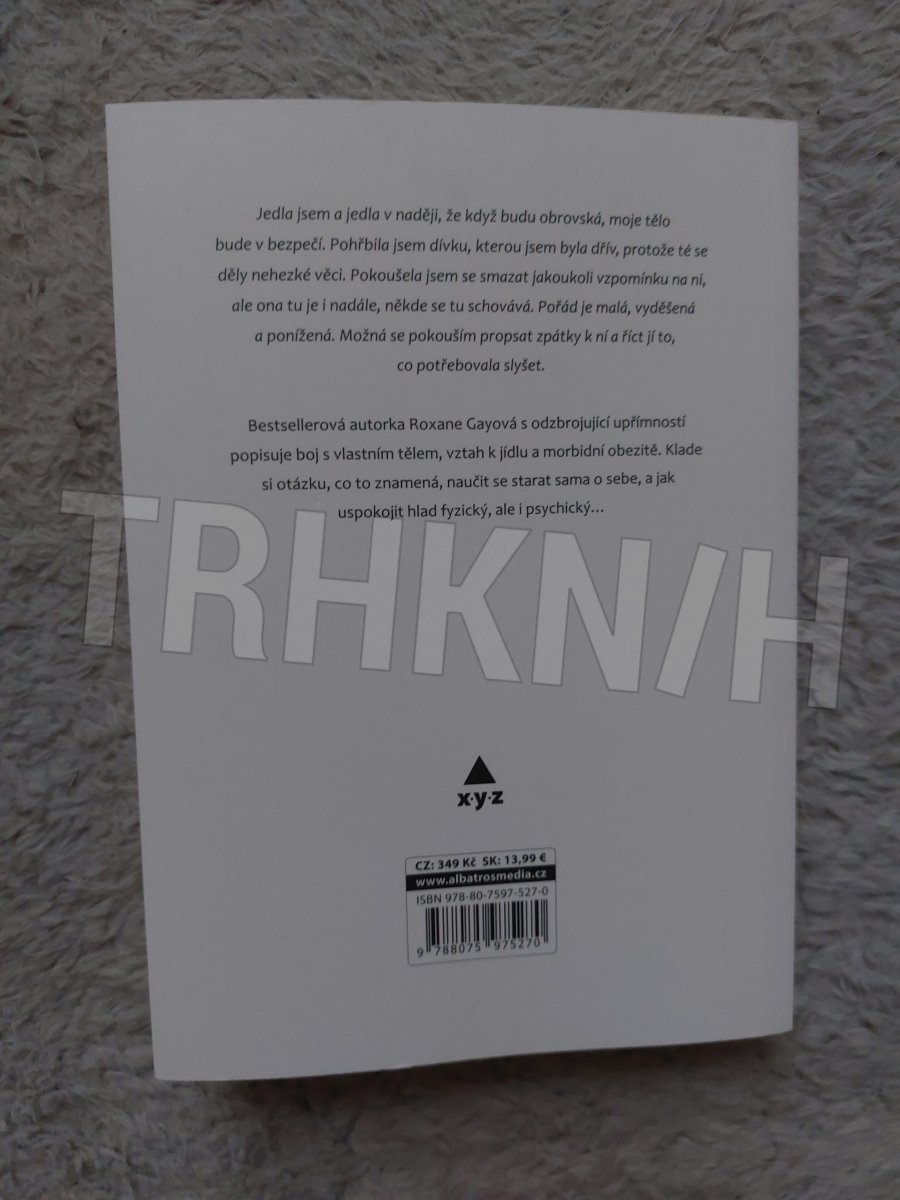 Jedla jsem a jedla v naději, že když budu obrovská, moje tělo
bude v bezpečí. Pohřbila jsem dívku, kterou jsem byla dřív, protože té se
děly nehezké věci. Pokoušela jsem se smazat jakoukoli vzpomínku na ni,
ale ona tu je i nadále, někde se tu schovává. Pořád je malá, vyděšená
a ponížená. Možná se pokouším propsat zpátky k ní a říct jí to,
co potřebovala slyšet.
Bestsellerová autorka Roxane Gayová s odzbrojující upřímností
popisuje boj s vlastním tělem, vztah k jídlu a morbidní obezitě. Klade
si otázku, co to znamená, naučit se starat sama o sebe, a jak
uspokojit hlad fyzický, ale i psychický...
TRHKN/H
x·y·z
CZ: 349 Kč SK: 13,99 €
www.albatrosmedia.cz
ISBN 978-80-7597-527-0
9 788075 975270